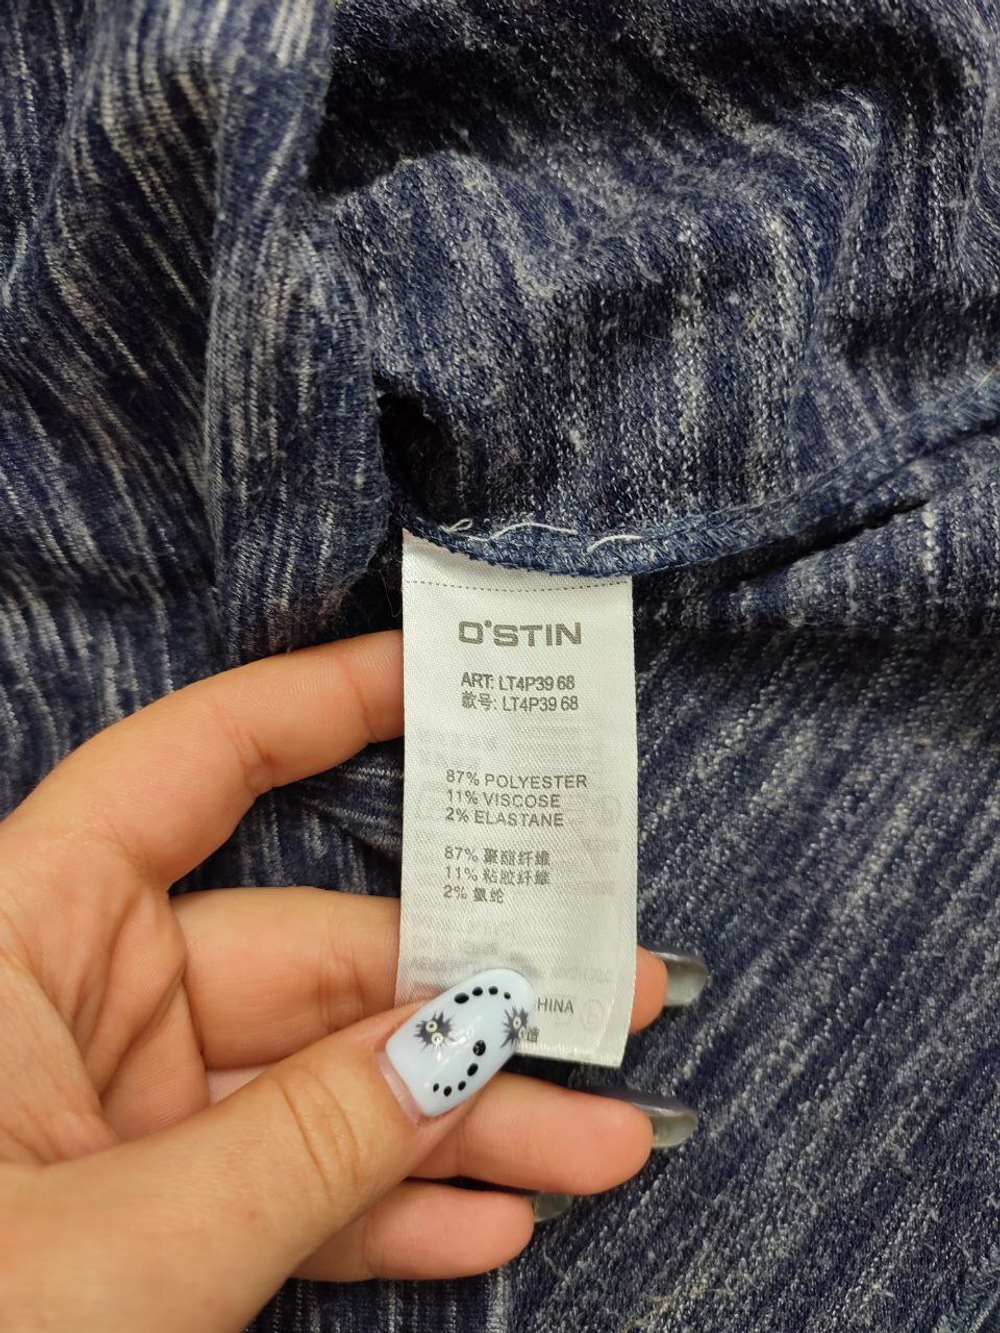 O'STIN
ART: LT4P39 68
款号: LT4P39 68
87% POLYESTER
11% VISCOSE
2% ELASTANE
87% 聚酯纤维
11% 粘胶纤维
2% 氨纶
HINA
造